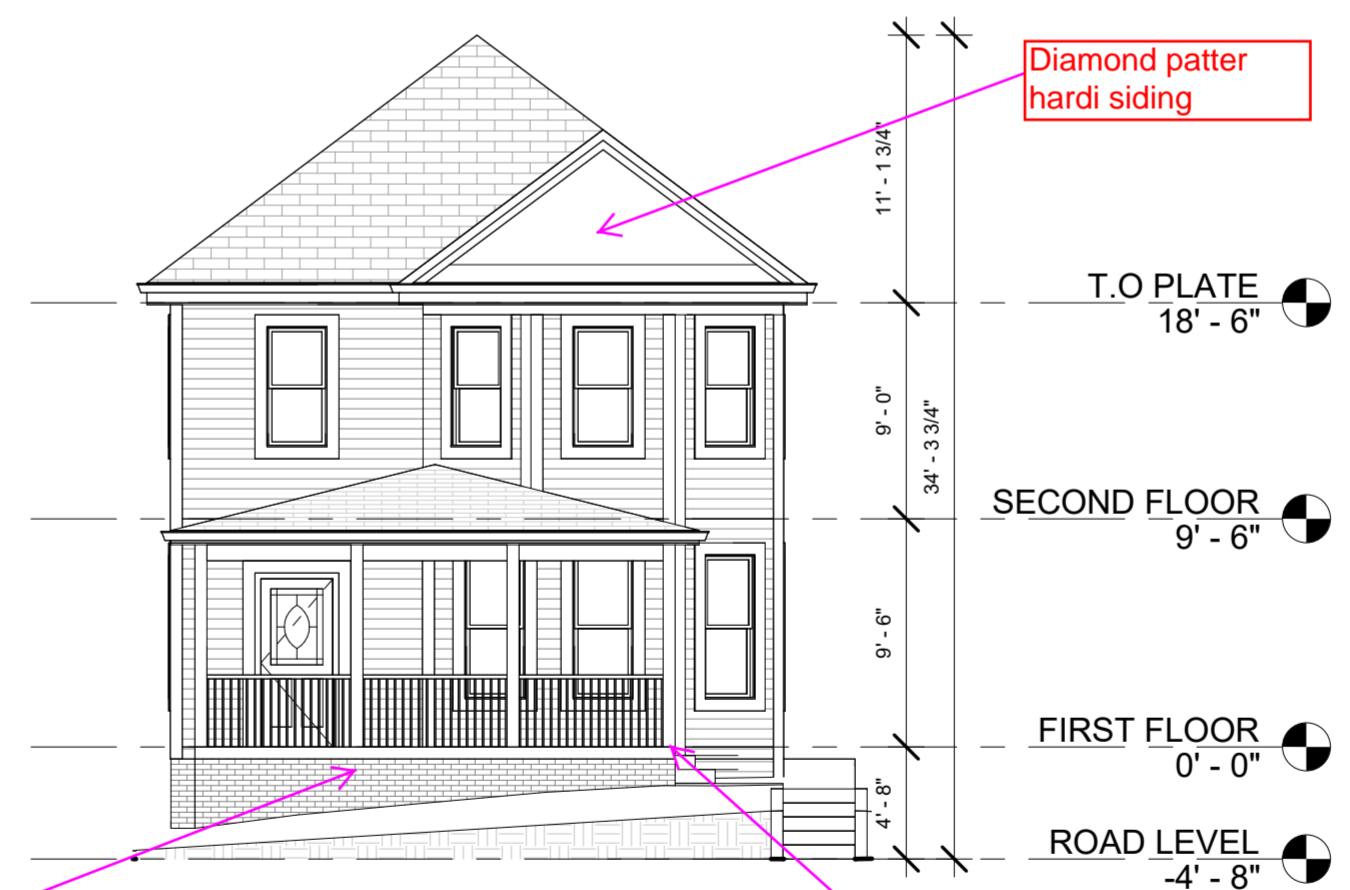 Diamond patter
hardi siding
11' - 1 3/4"
T.O PLATE
18' - 6"
9' - 0"
34' - 3 3/4"
SECOND FLOOR
9' - 6"
9' - 6"
FIRST FLOOR
0' - 0"
4' - 8"
ROAD LEVEL
-4' - 8"